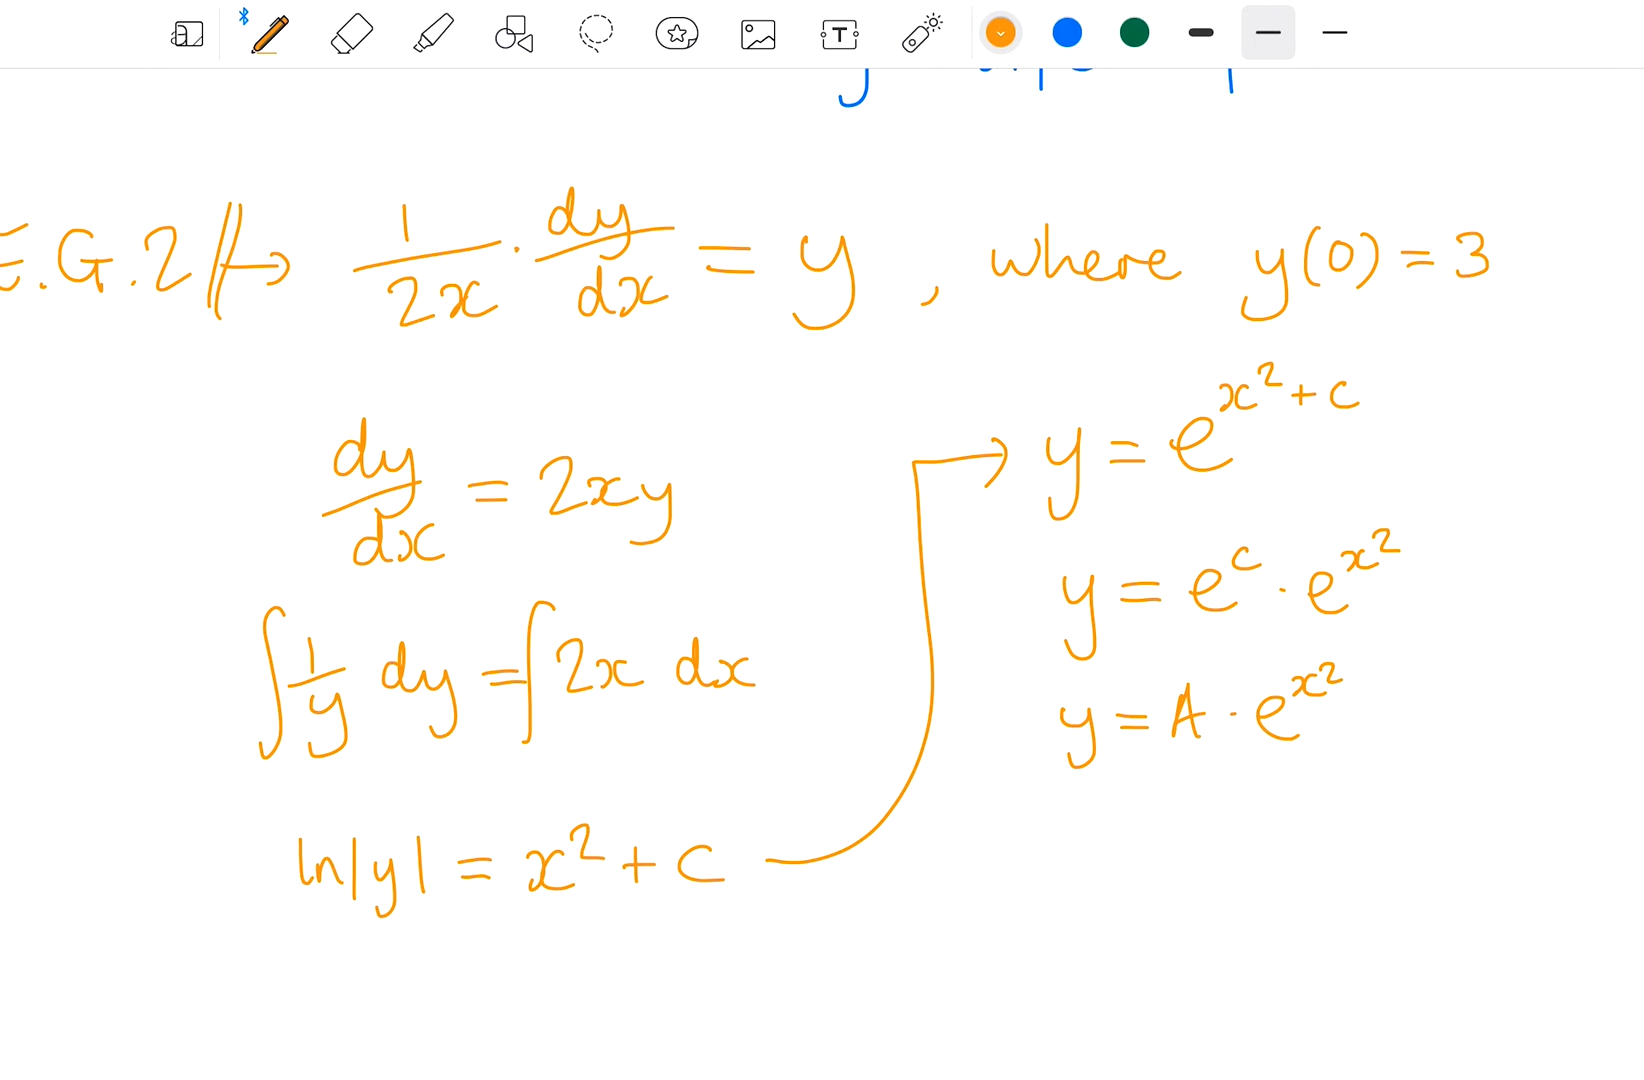 E.G.2 // → 1/2x · dy/dx = y , where y(0) = 3
dy/dx = 2xy
∫ 1/y dy = ∫ 2x dx
ln|y| = x² + c
y = e^(x² + c)
y = e^c · e^(x²)
y = A · e^(x²)